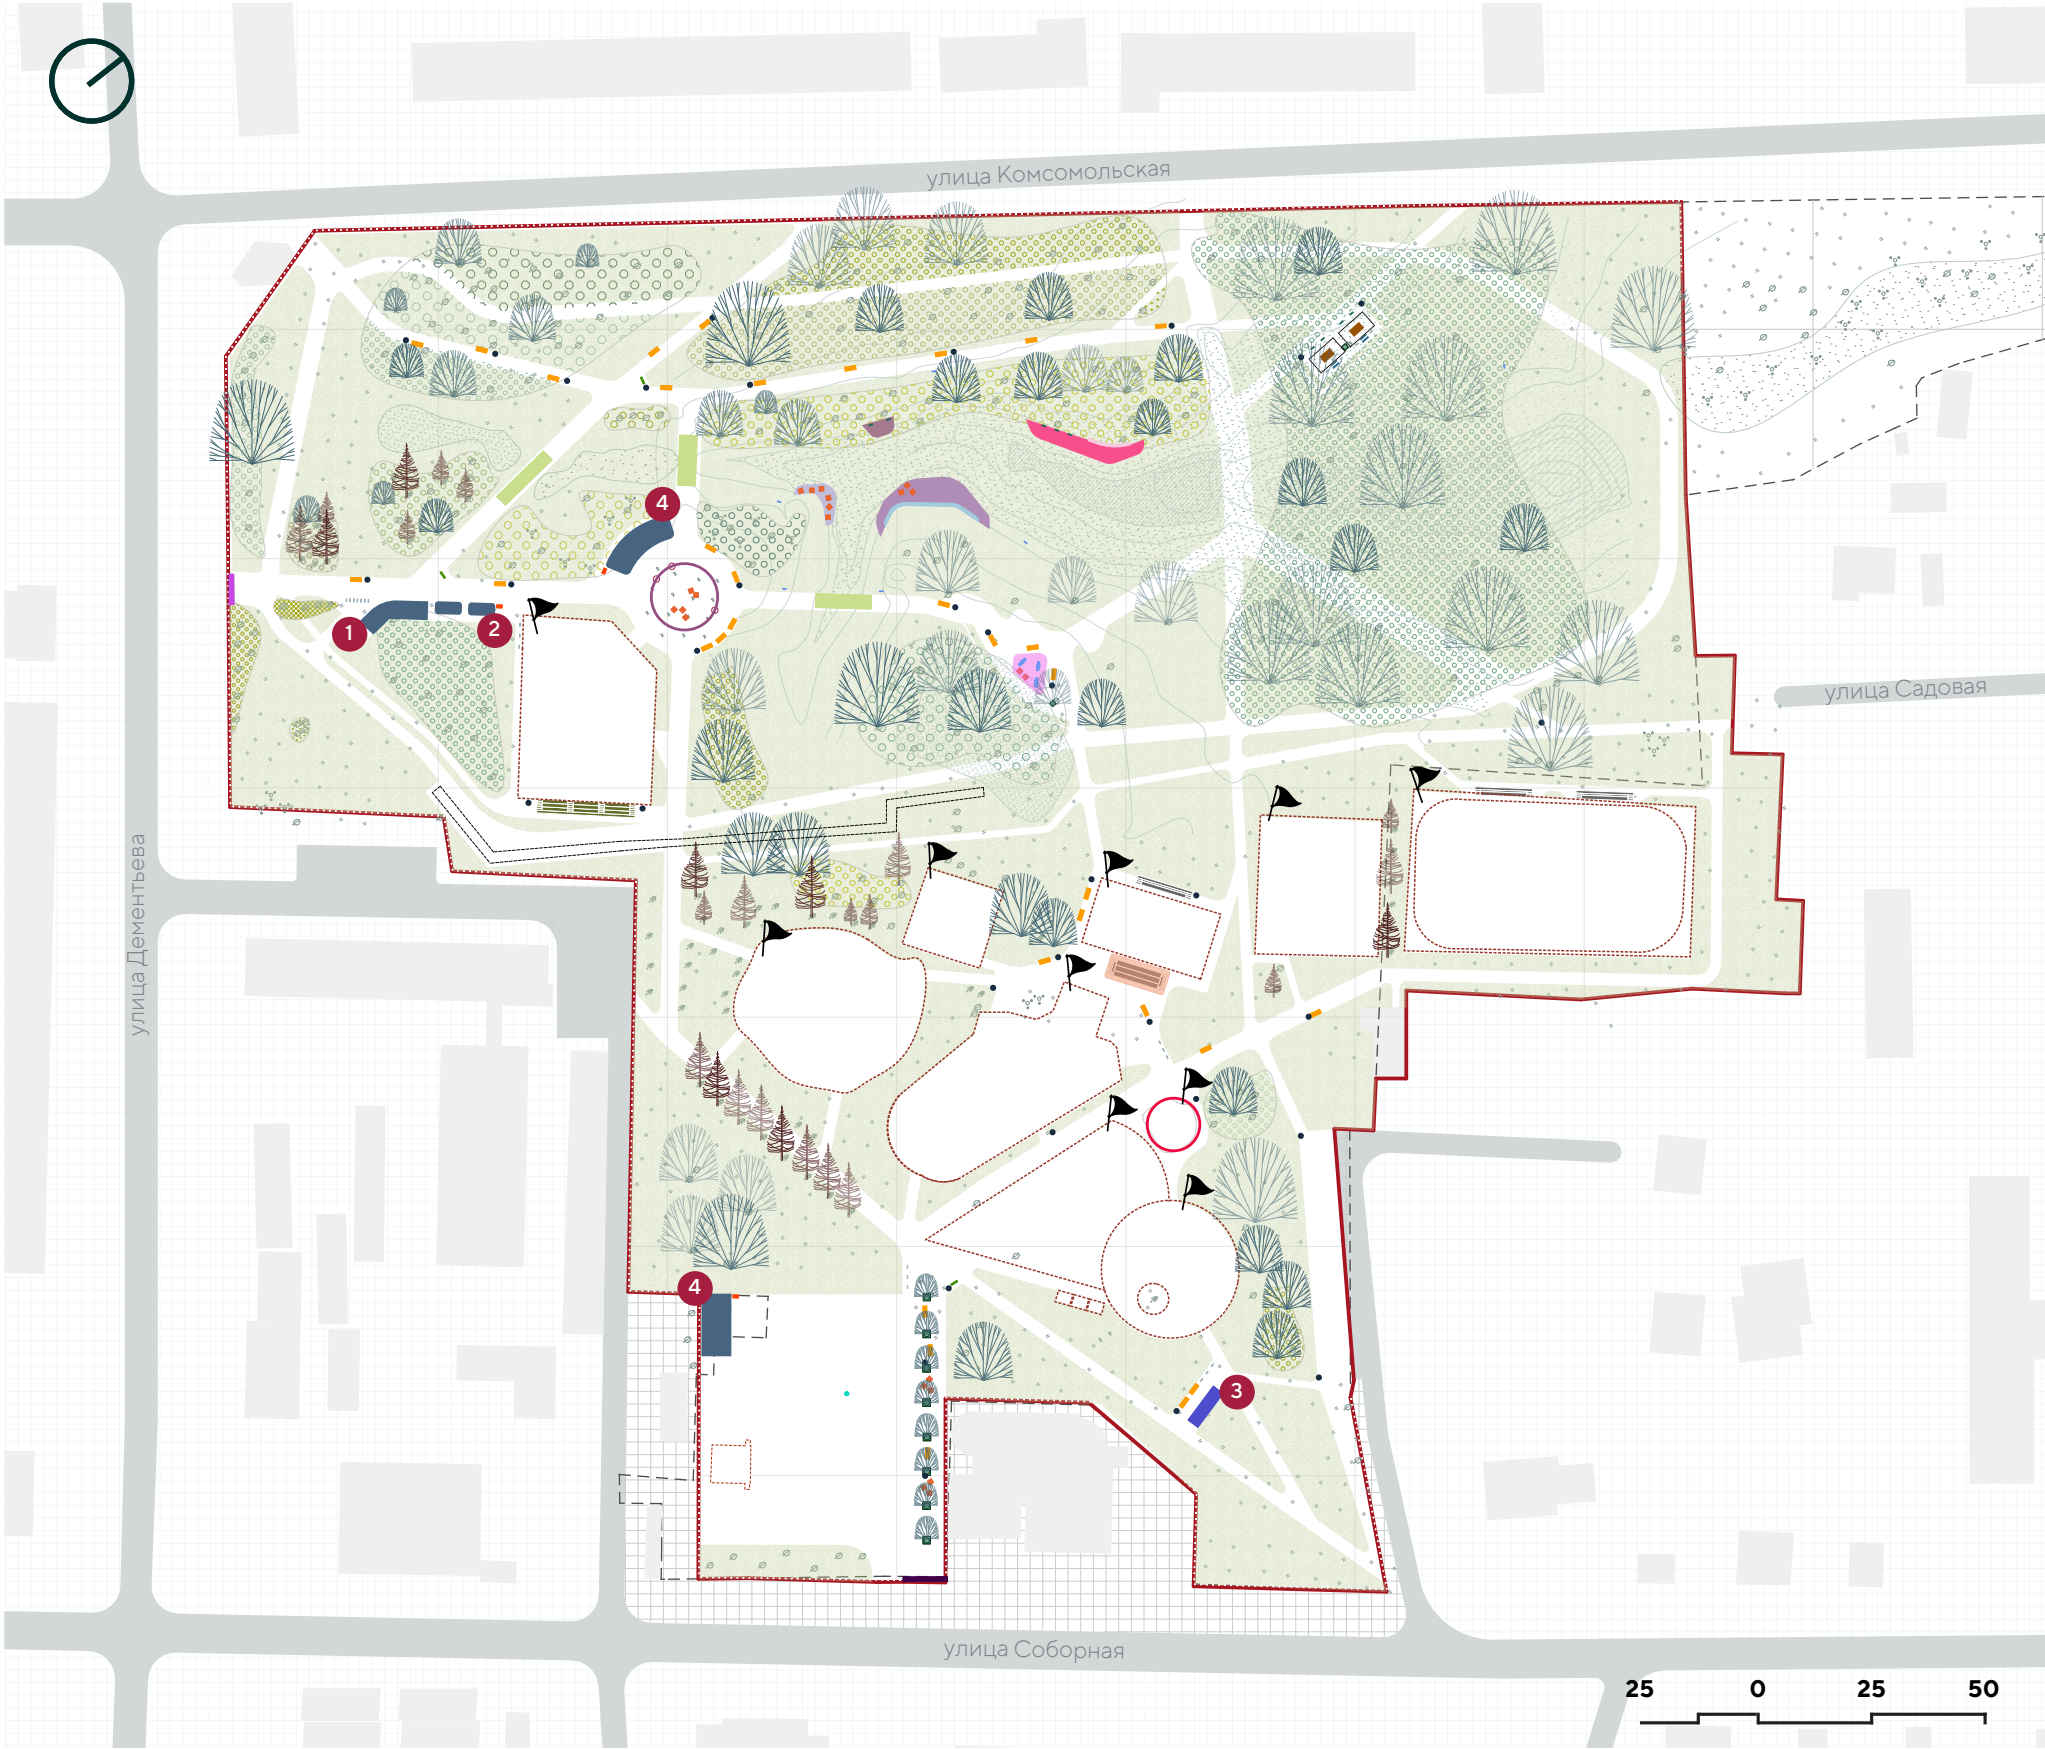 улица Комсомольская
4
1
2
улица Садовая
улица Дементьева
4
3
улица Соборная
25 0 25 50